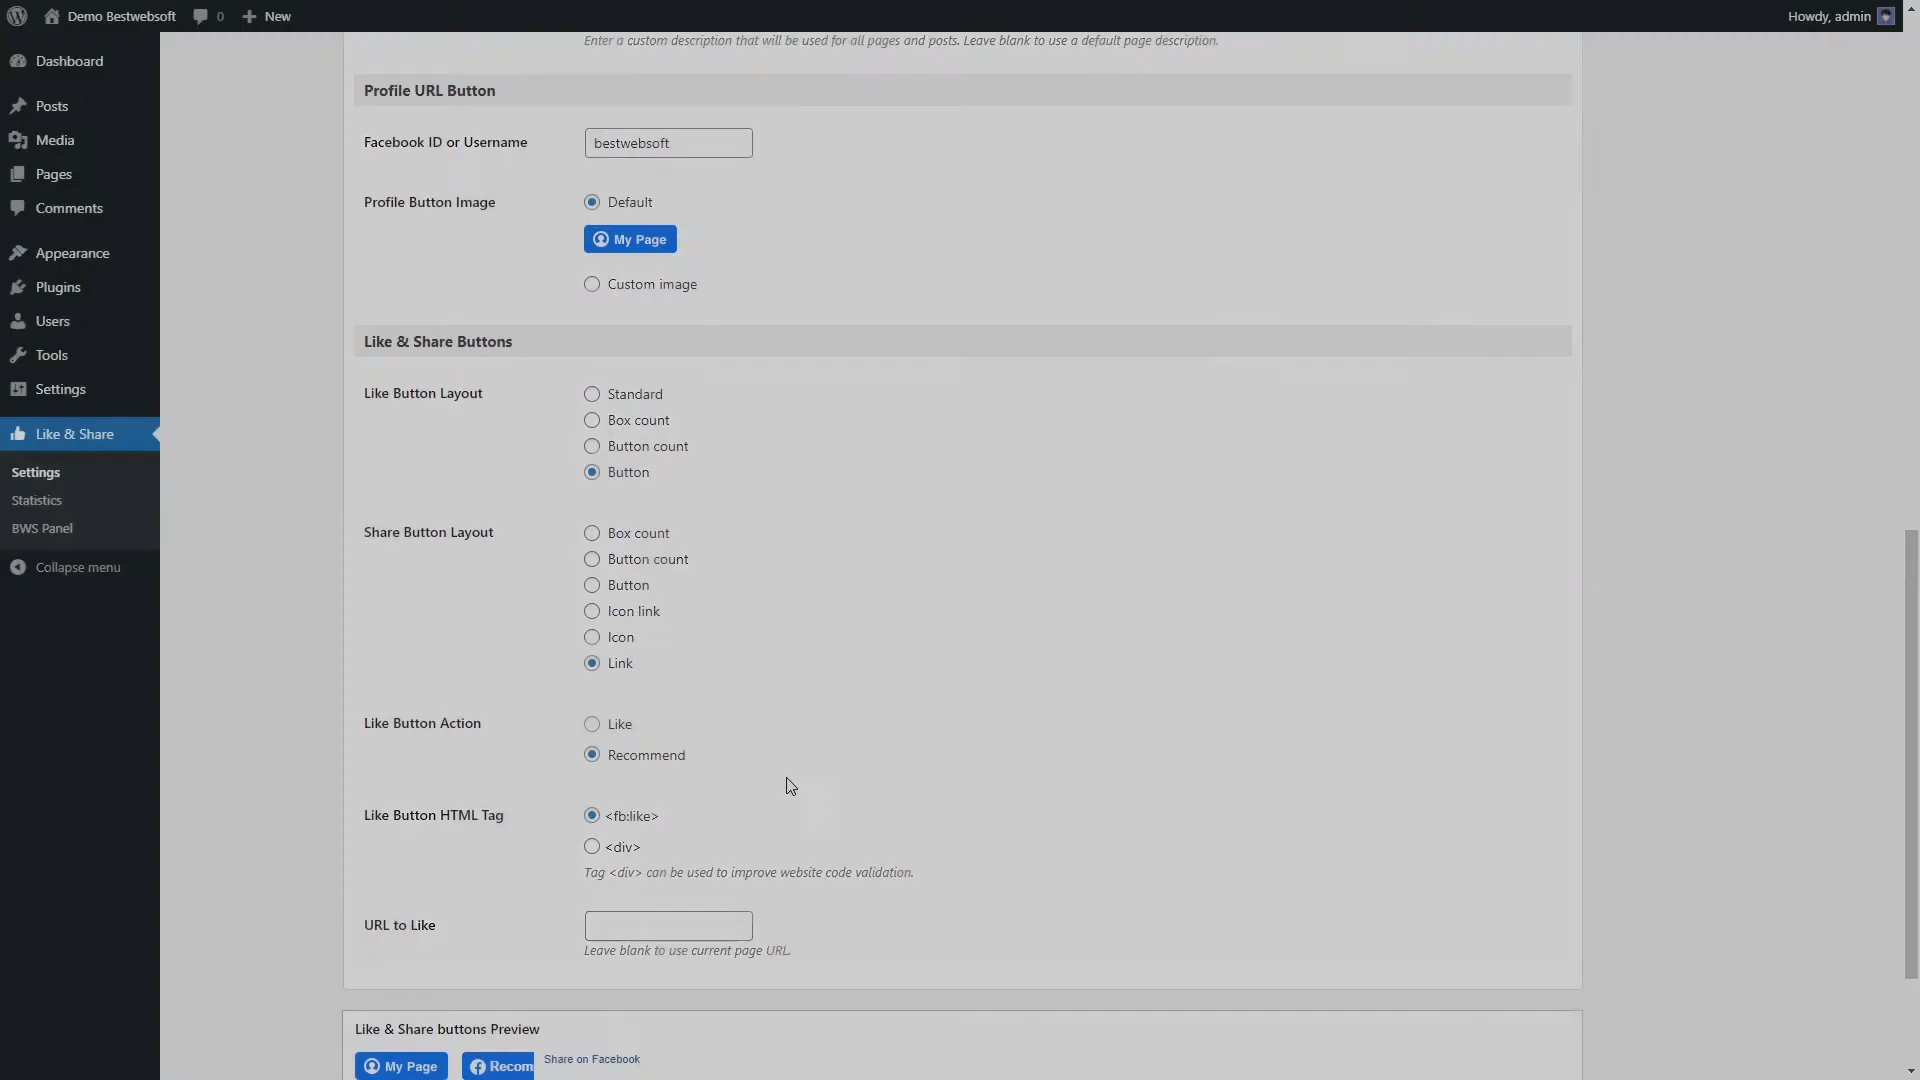 Demo Bestwebsoft
0
New
Howdy, admin
Dashboard
Posts
Media
Pages
Comments
Appearance
Plugins
Users
Tools
Settings
Like & Share
Settings
Statistics
BWS Panel
Collapse menu
Enter a custom description that will be used for all pages and posts. Leave blank to use a default page description.
Profile URL Button
Facebook ID or Username
bestwebsoft
Profile Button Image
Default
My Page
Custom image
Like & Share Buttons
Like Button Layout
Standard
Box count
Button count
Button
Share Button Layout
Box count
Button count
Button
Icon link
Icon
Link
Like Button Action
Like
Recommend
Like Button HTML Tag
<fb:like>
<div>
Tag <div> can be used to improve website code validation.
URL to Like
Leave blank to use current page URL.
Like & Share buttons Preview
My Page
Recom
Share on Facebook